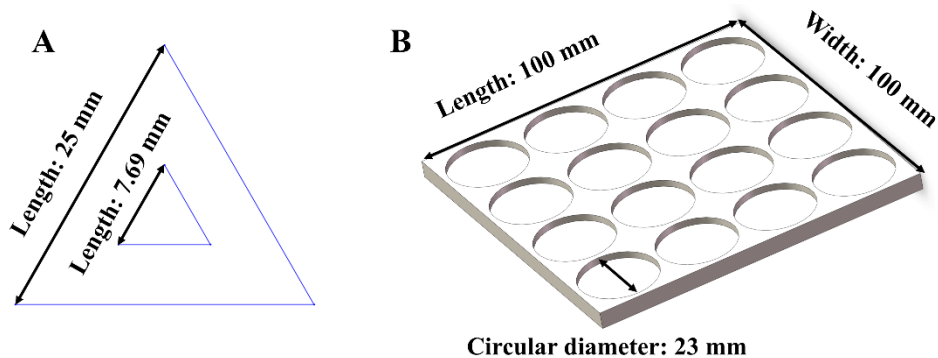 A
Length: 25 mm
Length: 7.69 mm
B
Length: 100 mm
Width: 100 mm
Circular diameter: 23 mm